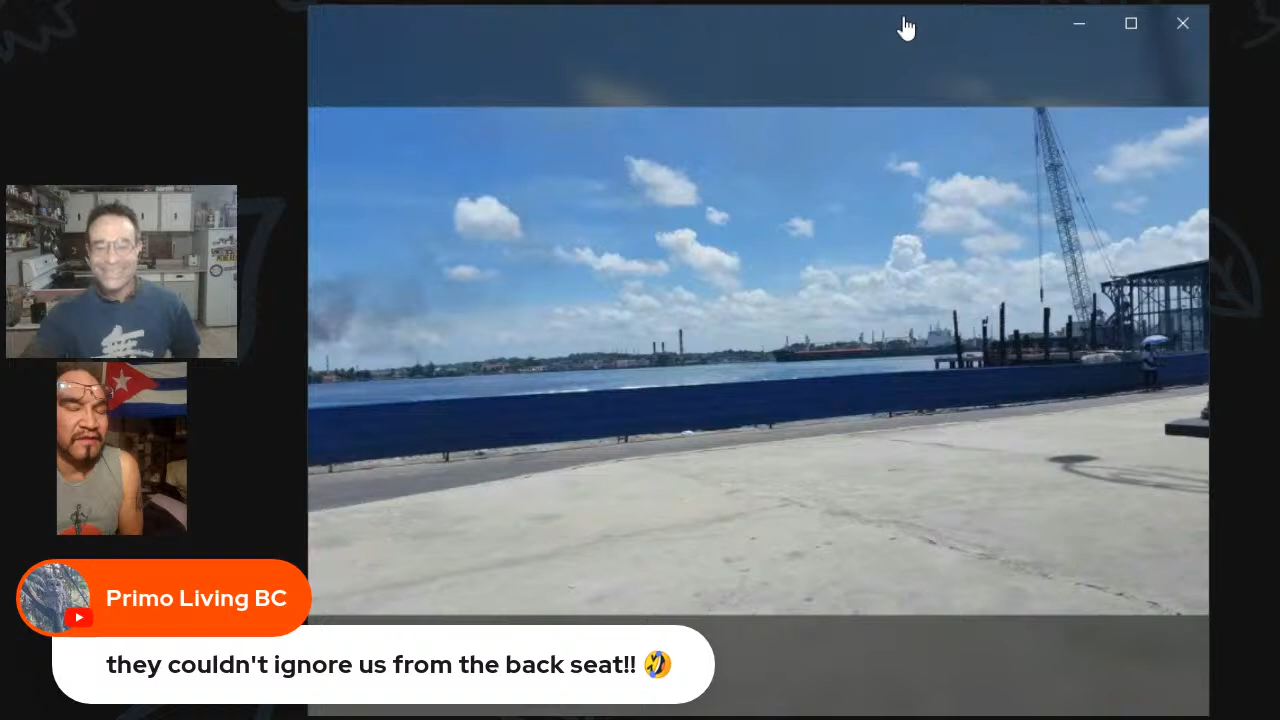 Primo Living BC
they couldn't ignore us from the back seat!! 🤣